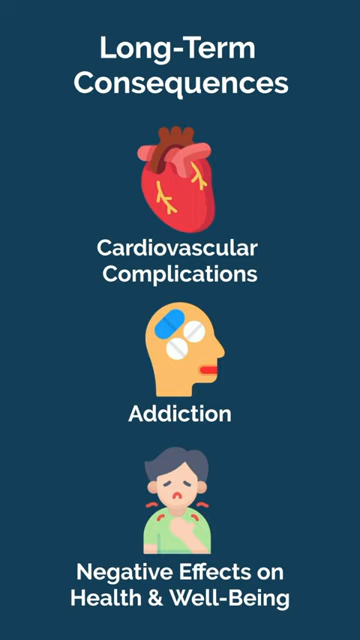 Long-Term
Consequences
Cardiovascular
Complications
Addiction
Negative Effects on
Health & Well-Being